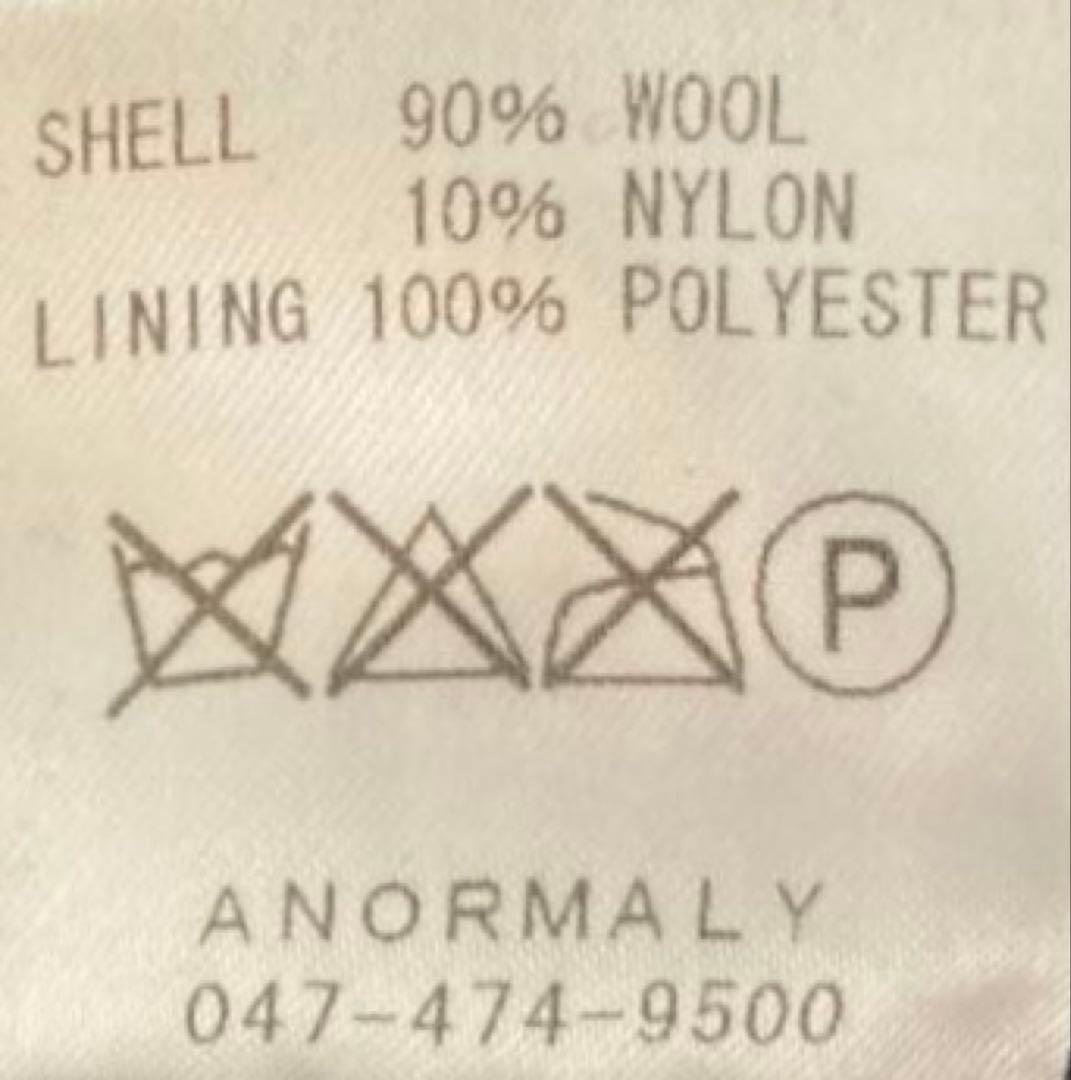 SHELL 90% WOOL
10% NYLON
LINING 100% POLYESTER
P
ANORMALY
047-474-9500